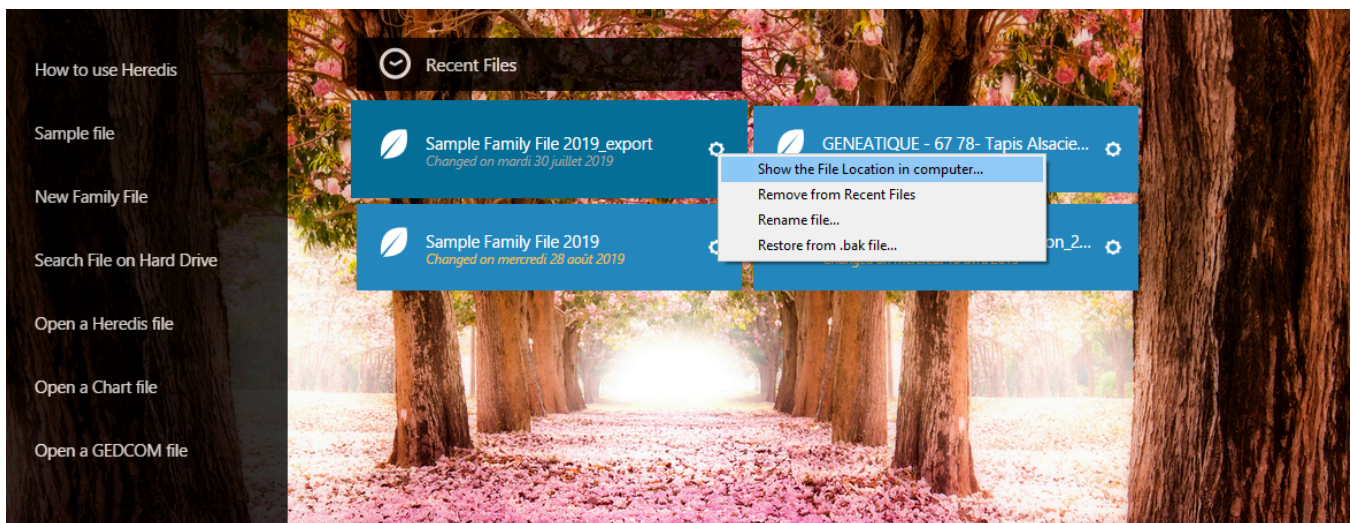 How to use Heredis
Sample file
New Family File
Search File on Hard Drive
Open a Heredis file
Open a Chart file
Open a GEDCOM file
Recent Files
Sample Family File 2019_export
Changed on mardi 30 juillet 2019
GENEATIQUE - 67 78- Tapis Alsacie...
Show the File Location in computer...
Remove from Recent Files
Rename file...
Restore from .bak file...
Sample Family File 2019
Changed on mercredi 28 août 2019